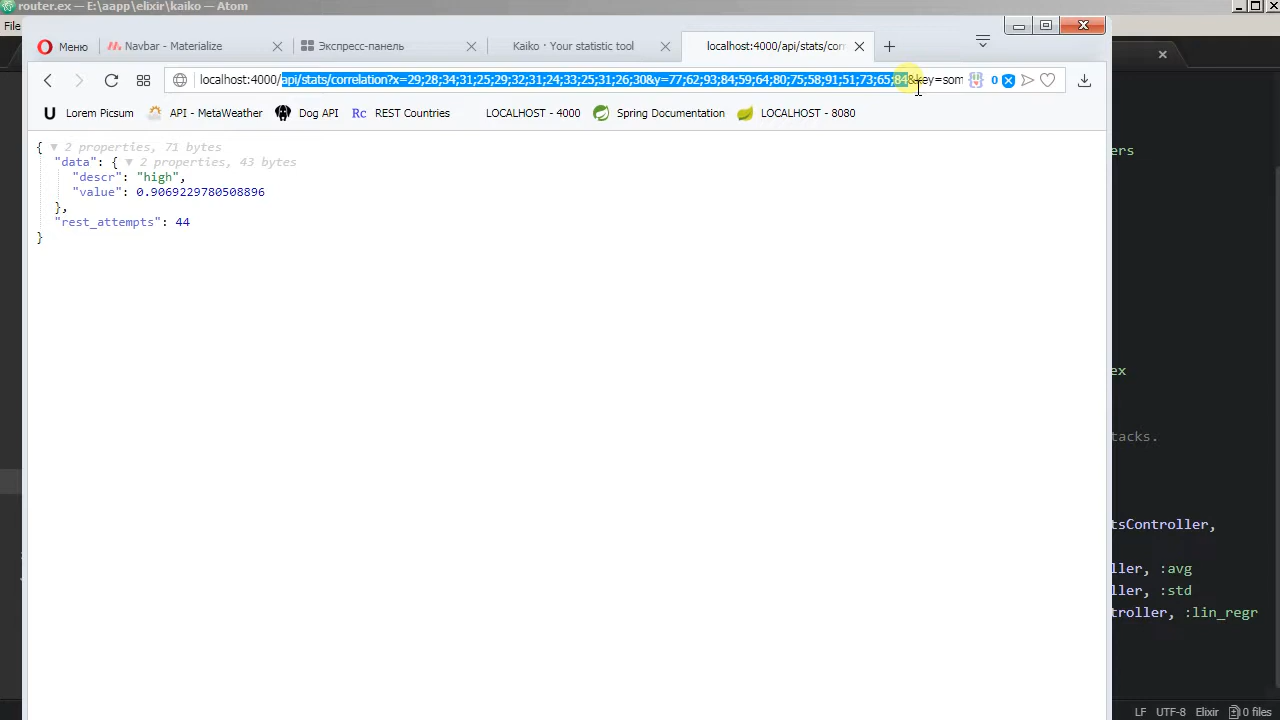 router.ex — E:\aapp\elixir\kaiko — Atom
File
Меню
Navbar - Materialize
Экспресс-панель
Kaiko · Your statistic tool
localhost:4000/api/stats/corr
localhost:4000/api/stats/correlation?x=29;28;34;31;25;29;32;31;24;33;25;31;26;30&y=77;62;93;84;59;64;80;75;58;91;51;73;65;84&key=som
0
U Lorem Picsum
API - MetaWeather
Dog API
Rc REST Countries
LOCALHOST - 4000
Spring Documentation
LOCALHOST - 8080
{ ▼ 2 properties, 71 bytes
"data": { ▼ 2 properties, 43 bytes
"descr": "high",
"value": 0.9069229780508896
},
"rest_attempts": 44
}
ers
ex
tacks.
tsController,
ller, :avg
ller, :std
troller, :lin_regr
LF UTF-8 Elixir 0 files